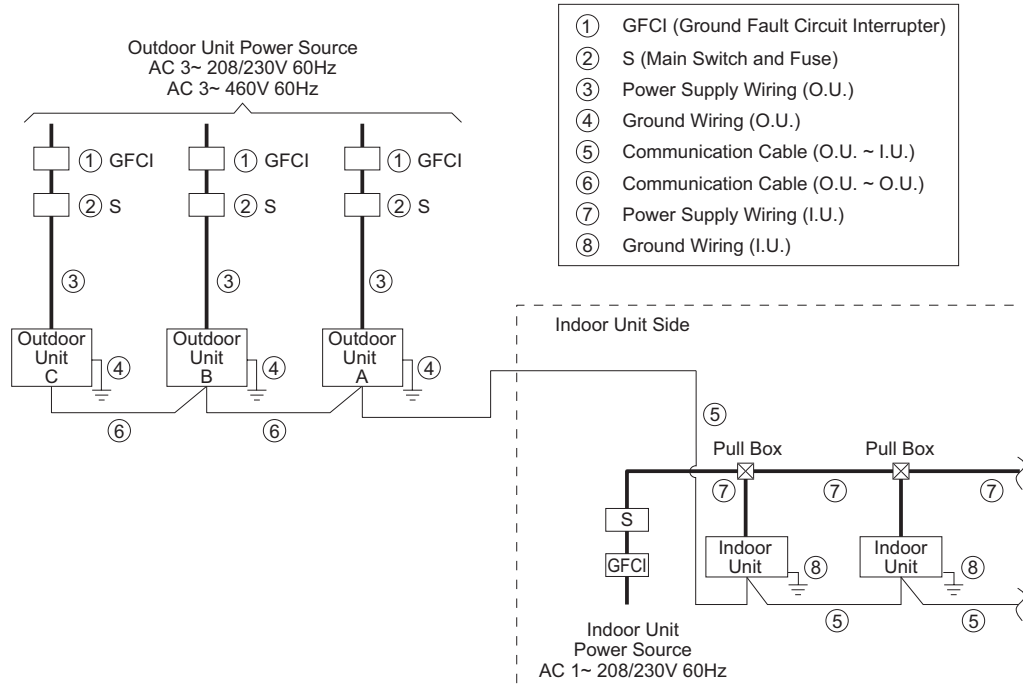 Outdoor Unit Power Source
AC 3~ 208/230V 60Hz
AC 3~ 460V 60Hz
① GFCI (Ground Fault Circuit Interrupter)
② S (Main Switch and Fuse)
③ Power Supply Wiring (O.U.)
④ Ground Wiring (O.U.)
⑤ Communication Cable (O.U. ~ I.U.)
⑥ Communication Cable (O.U. ~ O.U.)
⑦ Power Supply Wiring (I.U.)
⑧ Ground Wiring (I.U.)
① GFCI
① GFCI
① GFCI
② S
② S
② S
③
③
③
Outdoor
Unit
C
④
Outdoor
Unit
B
④
Outdoor
Unit
A
④
⑥
⑥
Indoor Unit Side
⑤
Pull Box
Pull Box
⑦
⑦
⑦
S
GFCI
Indoor
Unit
⑧
Indoor
Unit
⑧
⑤
⑤
Indoor Unit
Power Source
AC 1~ 208/230V 60Hz